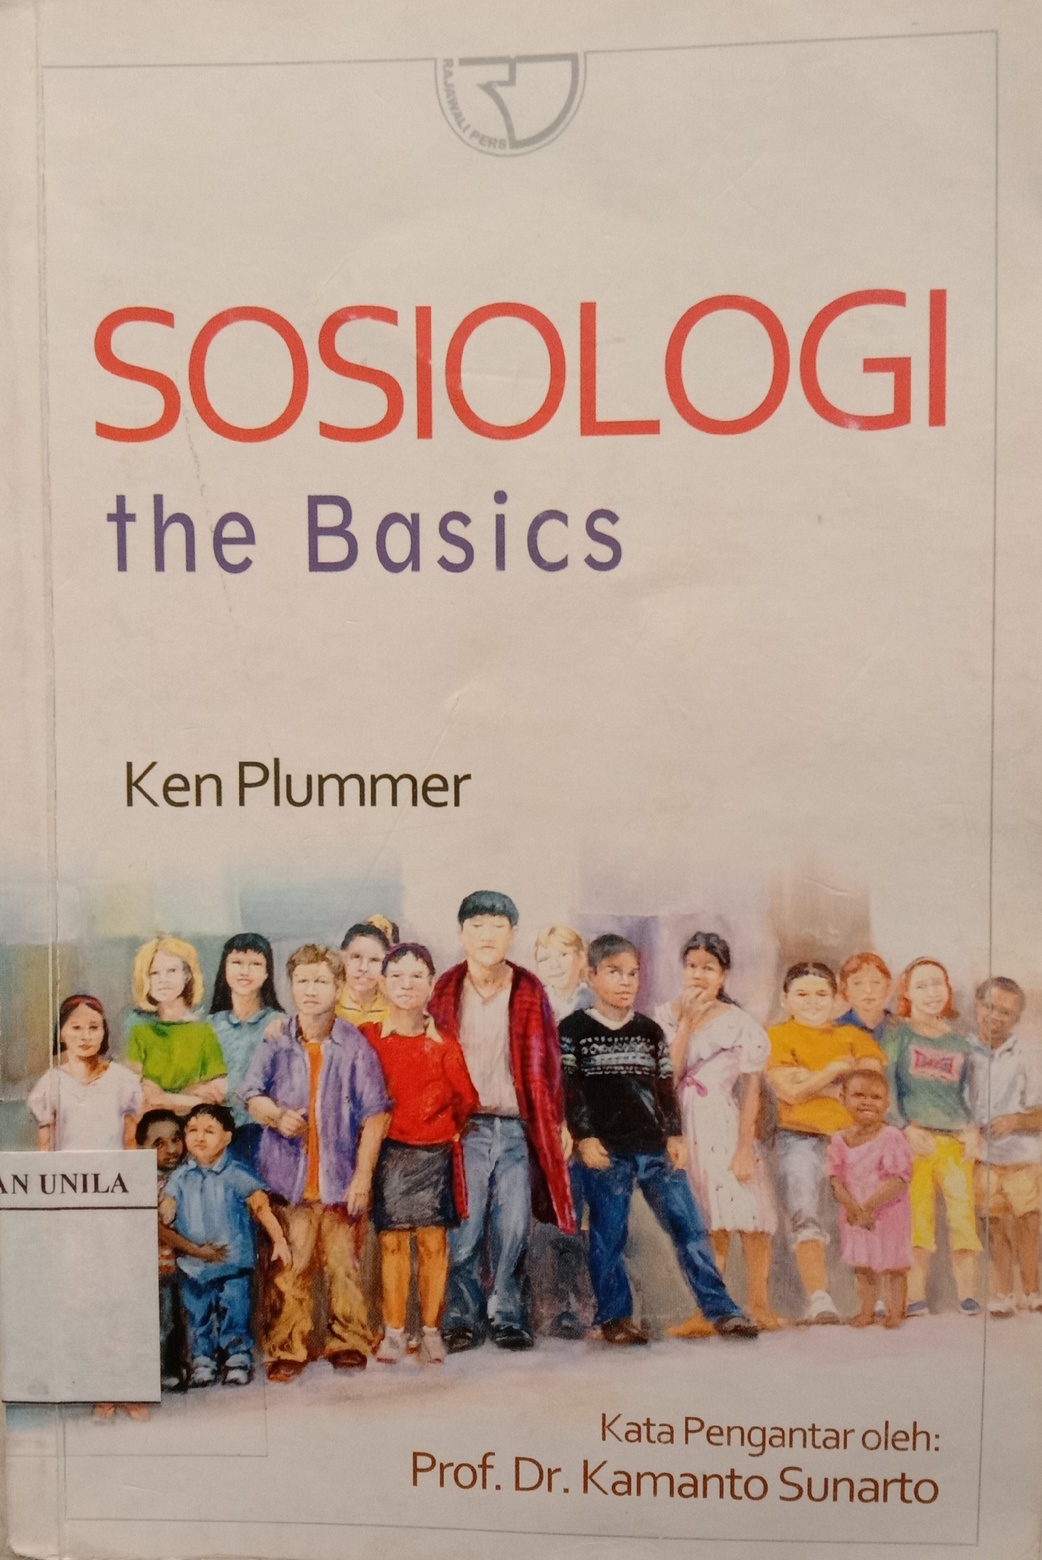 RAJAWALI PERS
SOSIOLOGI
the Basics
Ken Plummer
AN UNILA
Kata Pengantar oleh:
Prof. Dr. Kamanto Sunarto